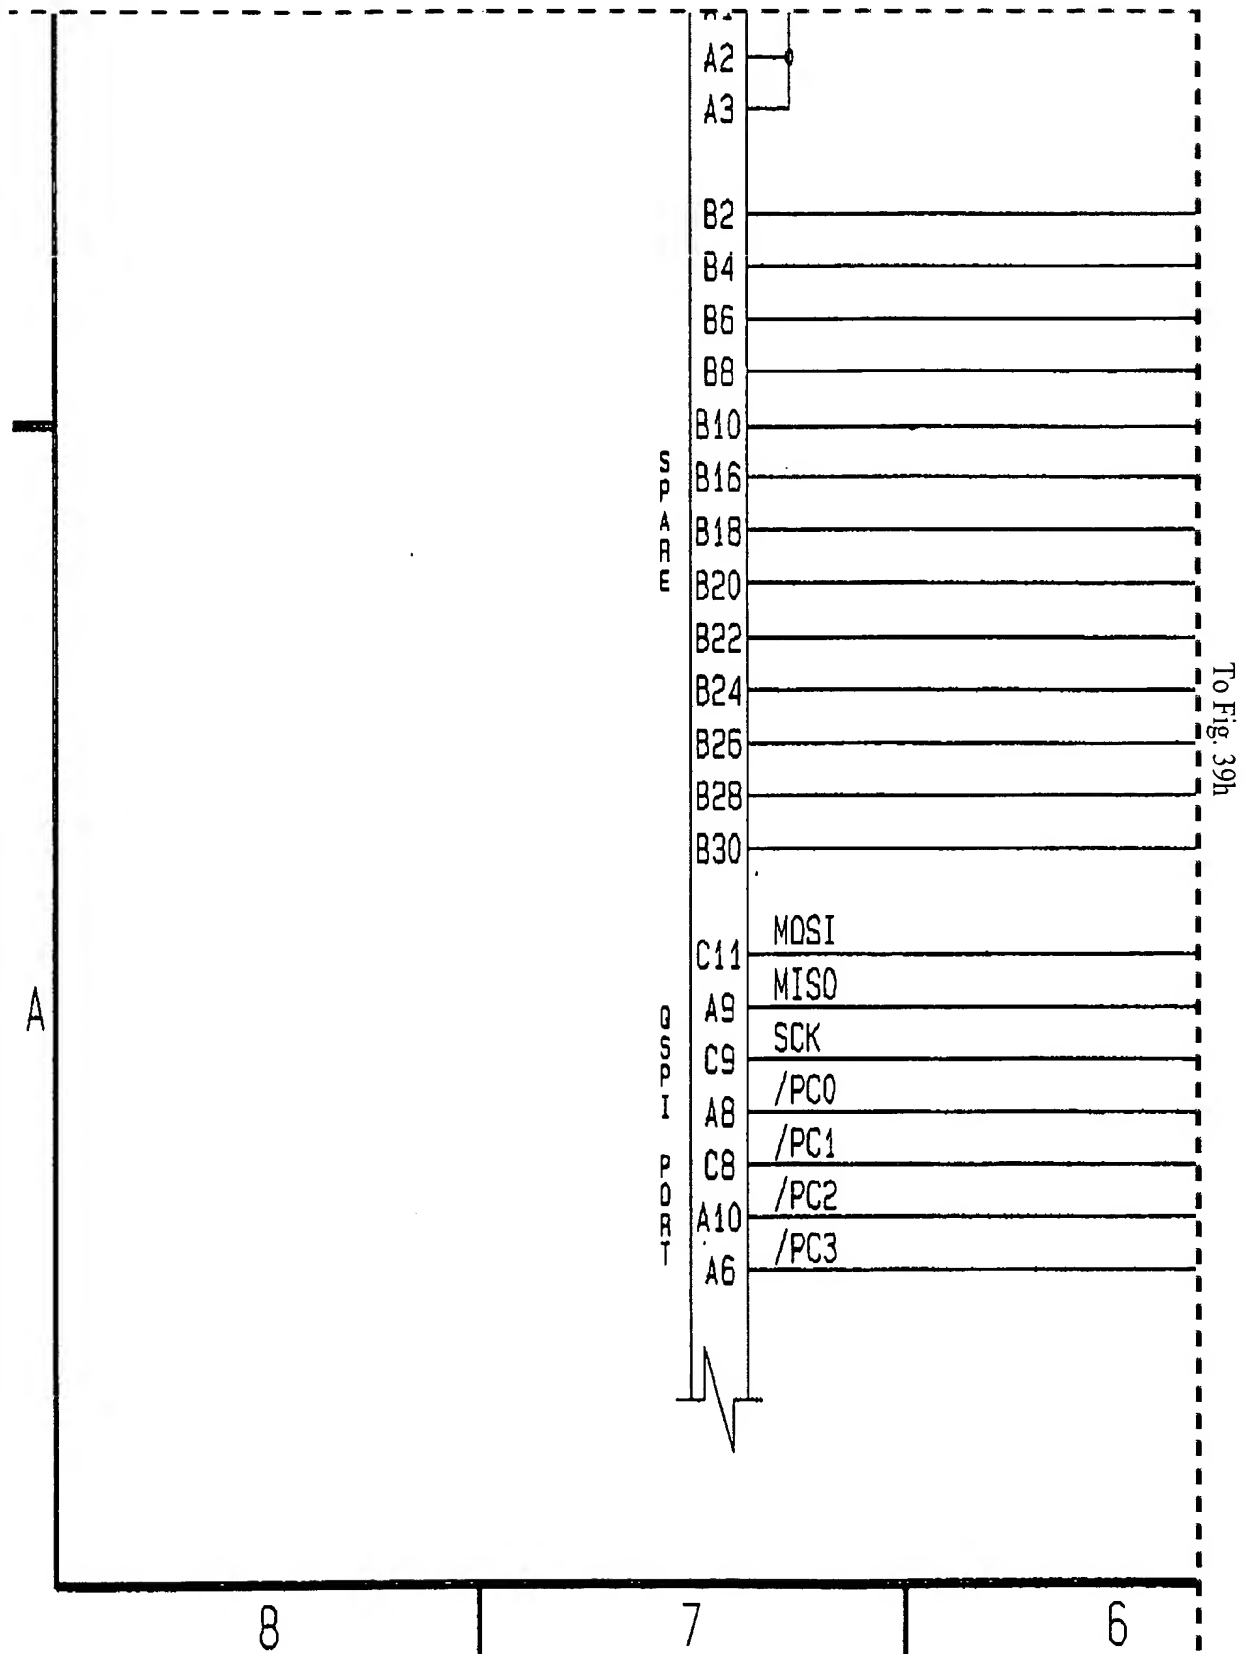 A2
A3
B2
B4
B6
B8
B10
B16
B18
B20
B22
B24
B26
B28
B30
SPARE
C11 MOSI
A9 MISO
C9 SCK
A8 /PC0
C8 /PC1
A10 /PC2
A6 /PC3
QSPI PORT
A
To Fig. 39h
8 7 6